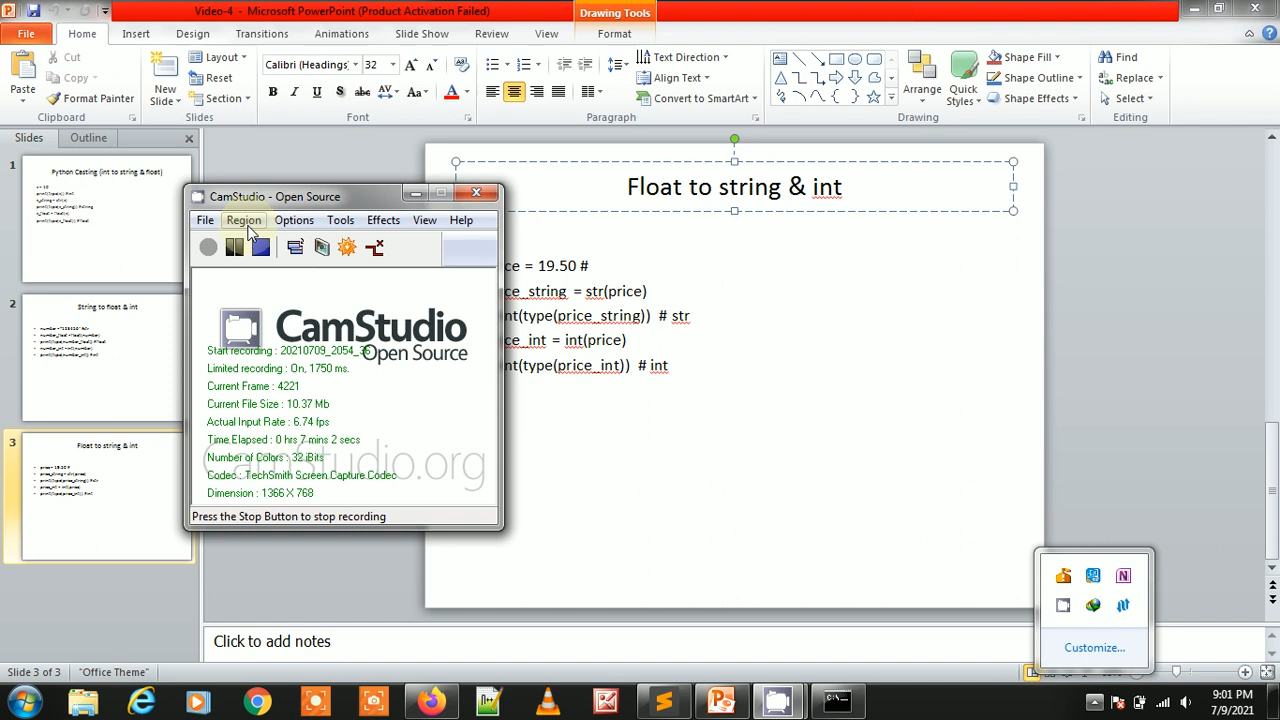 Video-4 - Microsoft PowerPoint (Product Activation Failed)
Drawing Tools
File Home Insert Design Transitions Animations Slide Show Review View Format
Paste
Cut
Copy
Format Painter
Clipboard
New Slide
Layout
Reset
Section
Slides
Calibri (Headings) 32
Font
Paragraph
Text Direction
Align Text
Convert to SmartArt
Arrange
Quick Styles
Shape Fill
Shape Outline
Shape Effects
Drawing
Find
Replace
Select
Editing
Slides Outline
1
Python Casting (int to string & float)
2
String to float & int
3
Float to string & int
Float to string & int
ce = 19.50 #
ce_string = str(price)
nt(type(price_string)) # str
ce_int = int(price)
nt(type(price_int)) # int
CamStudio - Open Source
File Region Options Tools Effects View Help
CamStudio
Open Source
Start recording : 20210709_2054_36
Limited recording : On, 1750 ms.
Current Frame : 4221
Current File Size : 10.37 Mb
Actual Input Rate : 6.74 fps
Time Elapsed : 0 hrs 7 mins 2 secs
Number of Colors : 32 Bits
CamStudio.org
Codec : TechSmith Screen Capture Codec
Dimension : 1366 X 768
Press the Stop Button to stop recording
Customize...
Click to add notes
Slide 3 of 3 "Office Theme"
9:01 PM
7/9/2021